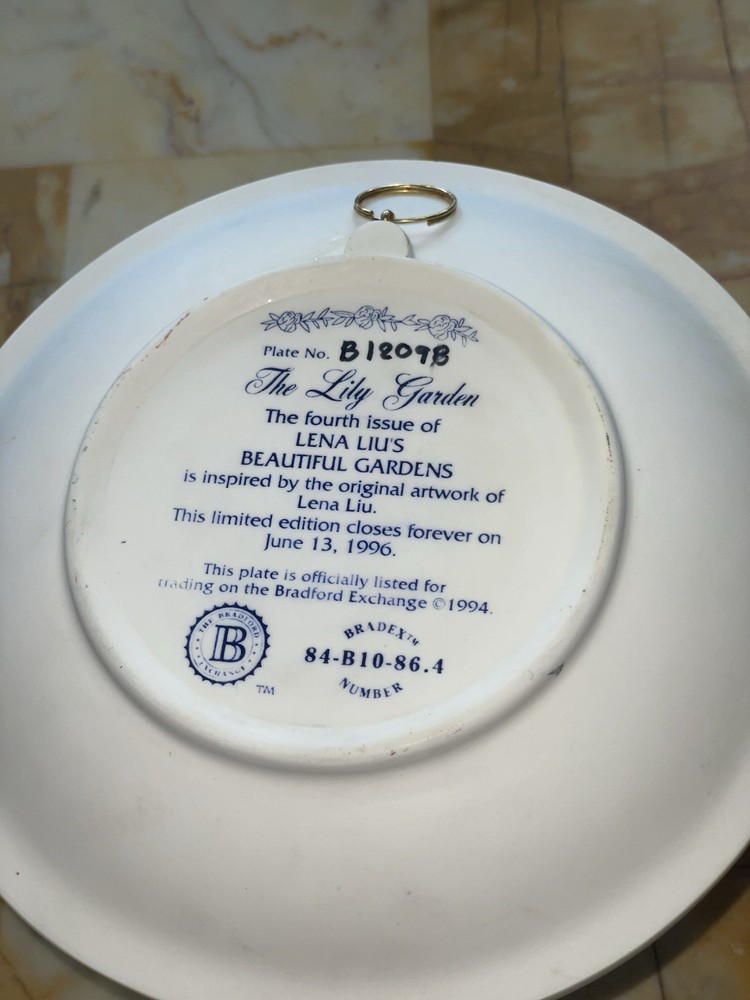 Plate No. B1209B
The Lily Garden
The fourth issue of
LENA LIU'S
BEAUTIFUL GARDENS
is inspired by the original artwork of
Lena Liu.
This limited edition closes forever on
June 13, 1996.
This plate is officially listed for
trading on the Bradford Exchange ©1994.
THE BRADFORD
B
EXCHANGE
TM
BRADEX™
84-B10-86.4
NUMBER